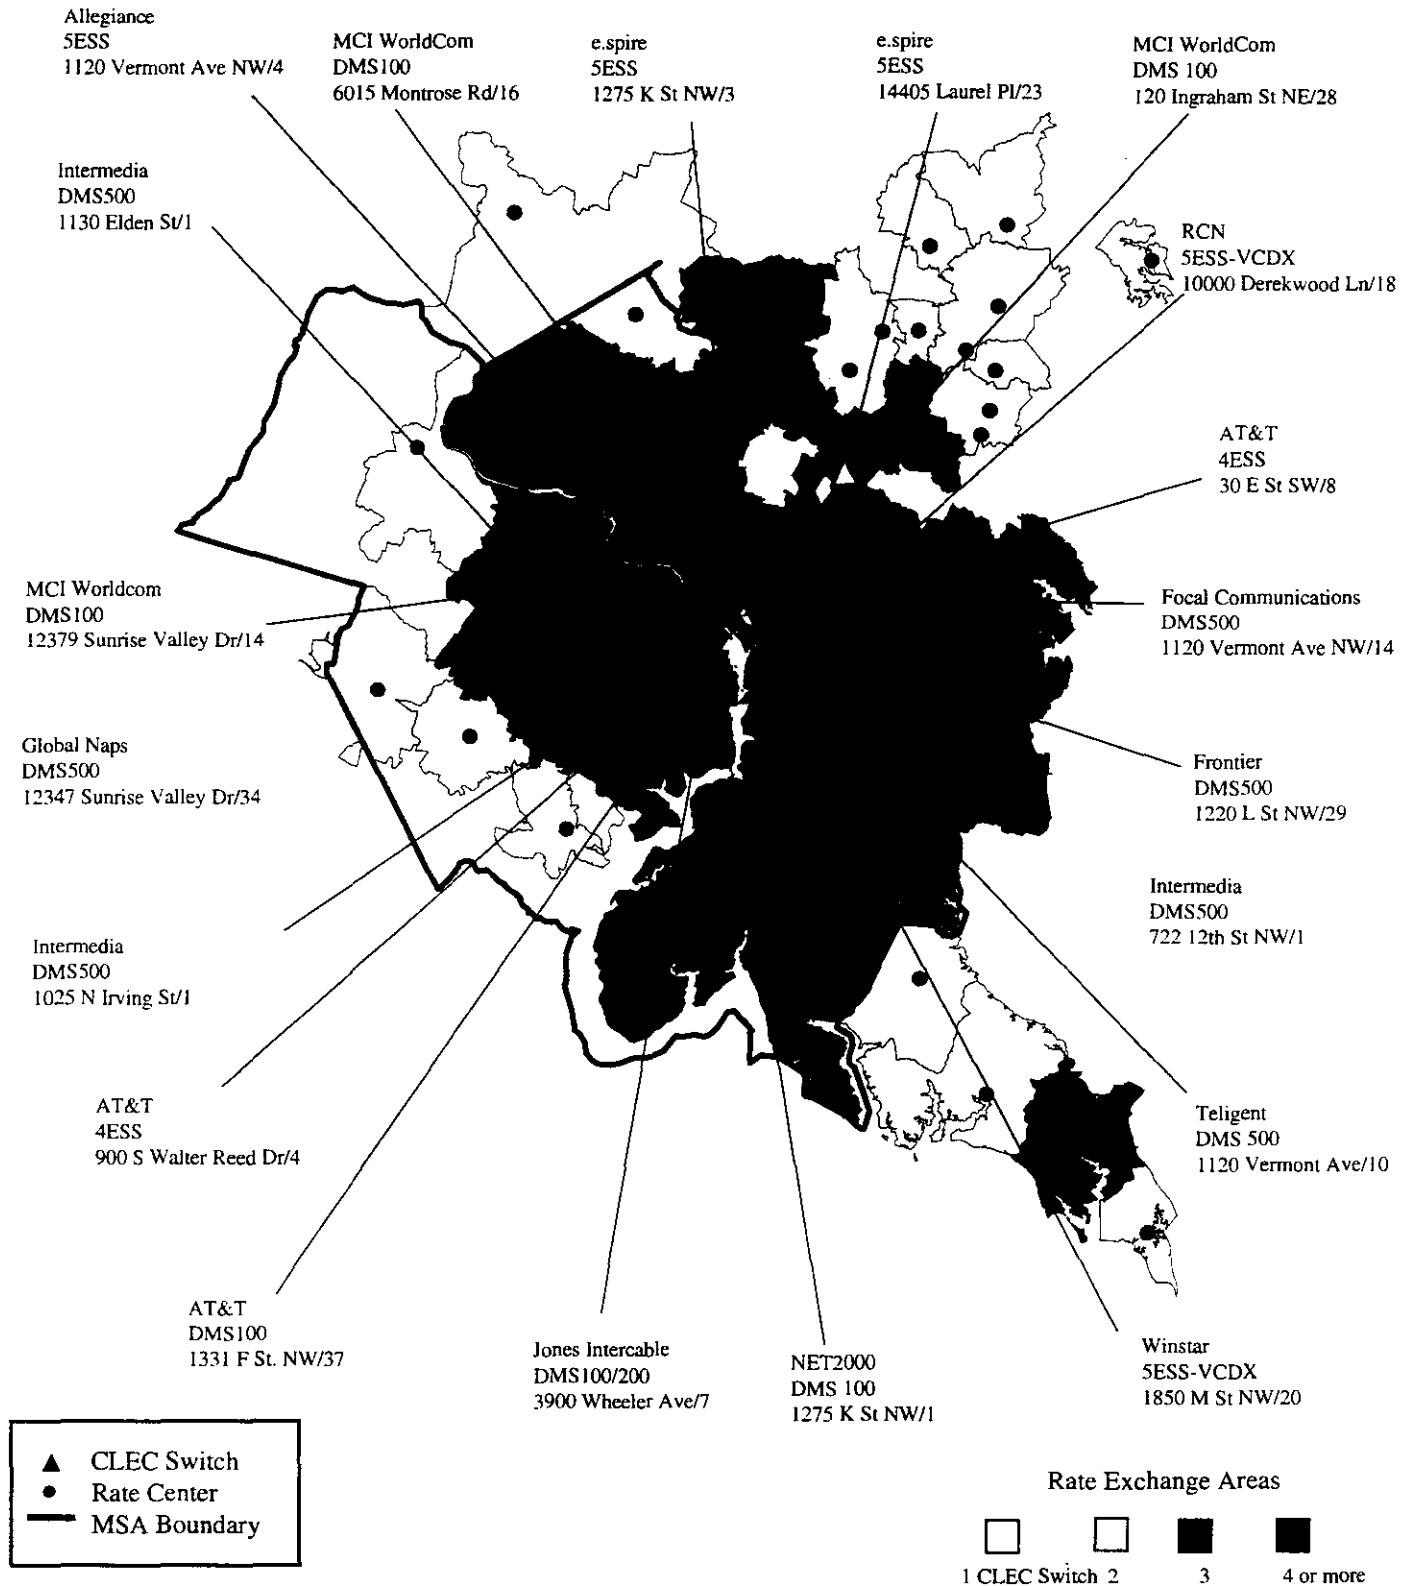 Allegiance
5ESS
1120 Vermont Ave NW/4
MCI WorldCom
DMS100
6015 Montrose Rd/16
e.spire
5ESS
1275 K St NW/3
e.spire
5ESS
14405 Laurel Pl/23
MCI WorldCom
DMS 100
120 Ingraham St NE/28
Intermedia
DMS500
1130 Elden St/1
RCN
5ESS-VCDX
10000 Derekwood Ln/18
AT&T
4ESS
30 E St SW/8
MCI Worldcom
DMS100
12379 Sunrise Valley Dr/14
Focal Communications
DMS500
1120 Vermont Ave NW/14
Global Naps
DMS500
12347 Sunrise Valley Dr/34
Frontier
DMS500
1220 L St NW/29
Intermedia
DMS500
722 12th St NW/1
Intermedia
DMS500
1025 N Irving St/1
AT&T
4ESS
900 S Walter Reed Dr/4
Teligent
DMS 500
1120 Vermont Ave/10
AT&T
DMS100
1331 F St. NW/37
Jones Intercable
DMS100/200
3900 Wheeler Ave/7
NET2000
DMS 100
1275 K St NW/1
Winstar
5ESS-VCDX
1850 M St NW/20
CLEC Switch
Rate Center
MSA Boundary
Rate Exchange Areas
1 CLEC Switch 2 3 4 or more